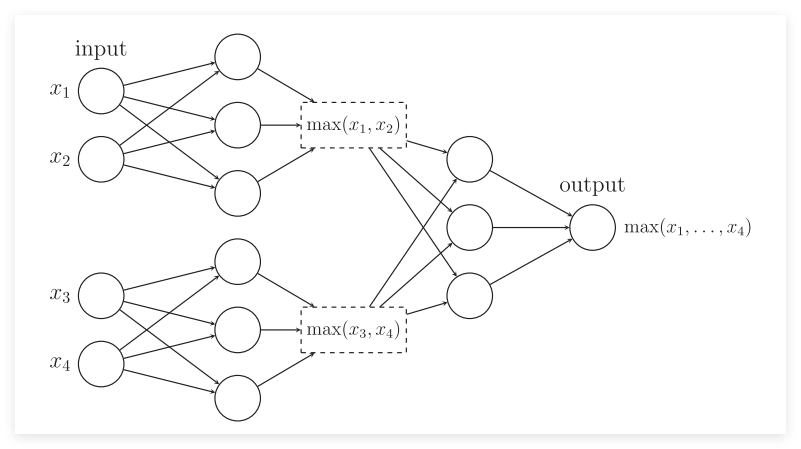 input
x₁
x₂
max(x₁, x₂)
output
max(x₁, . . . , x₄)
x₃
x₄
max(x₃, x₄)